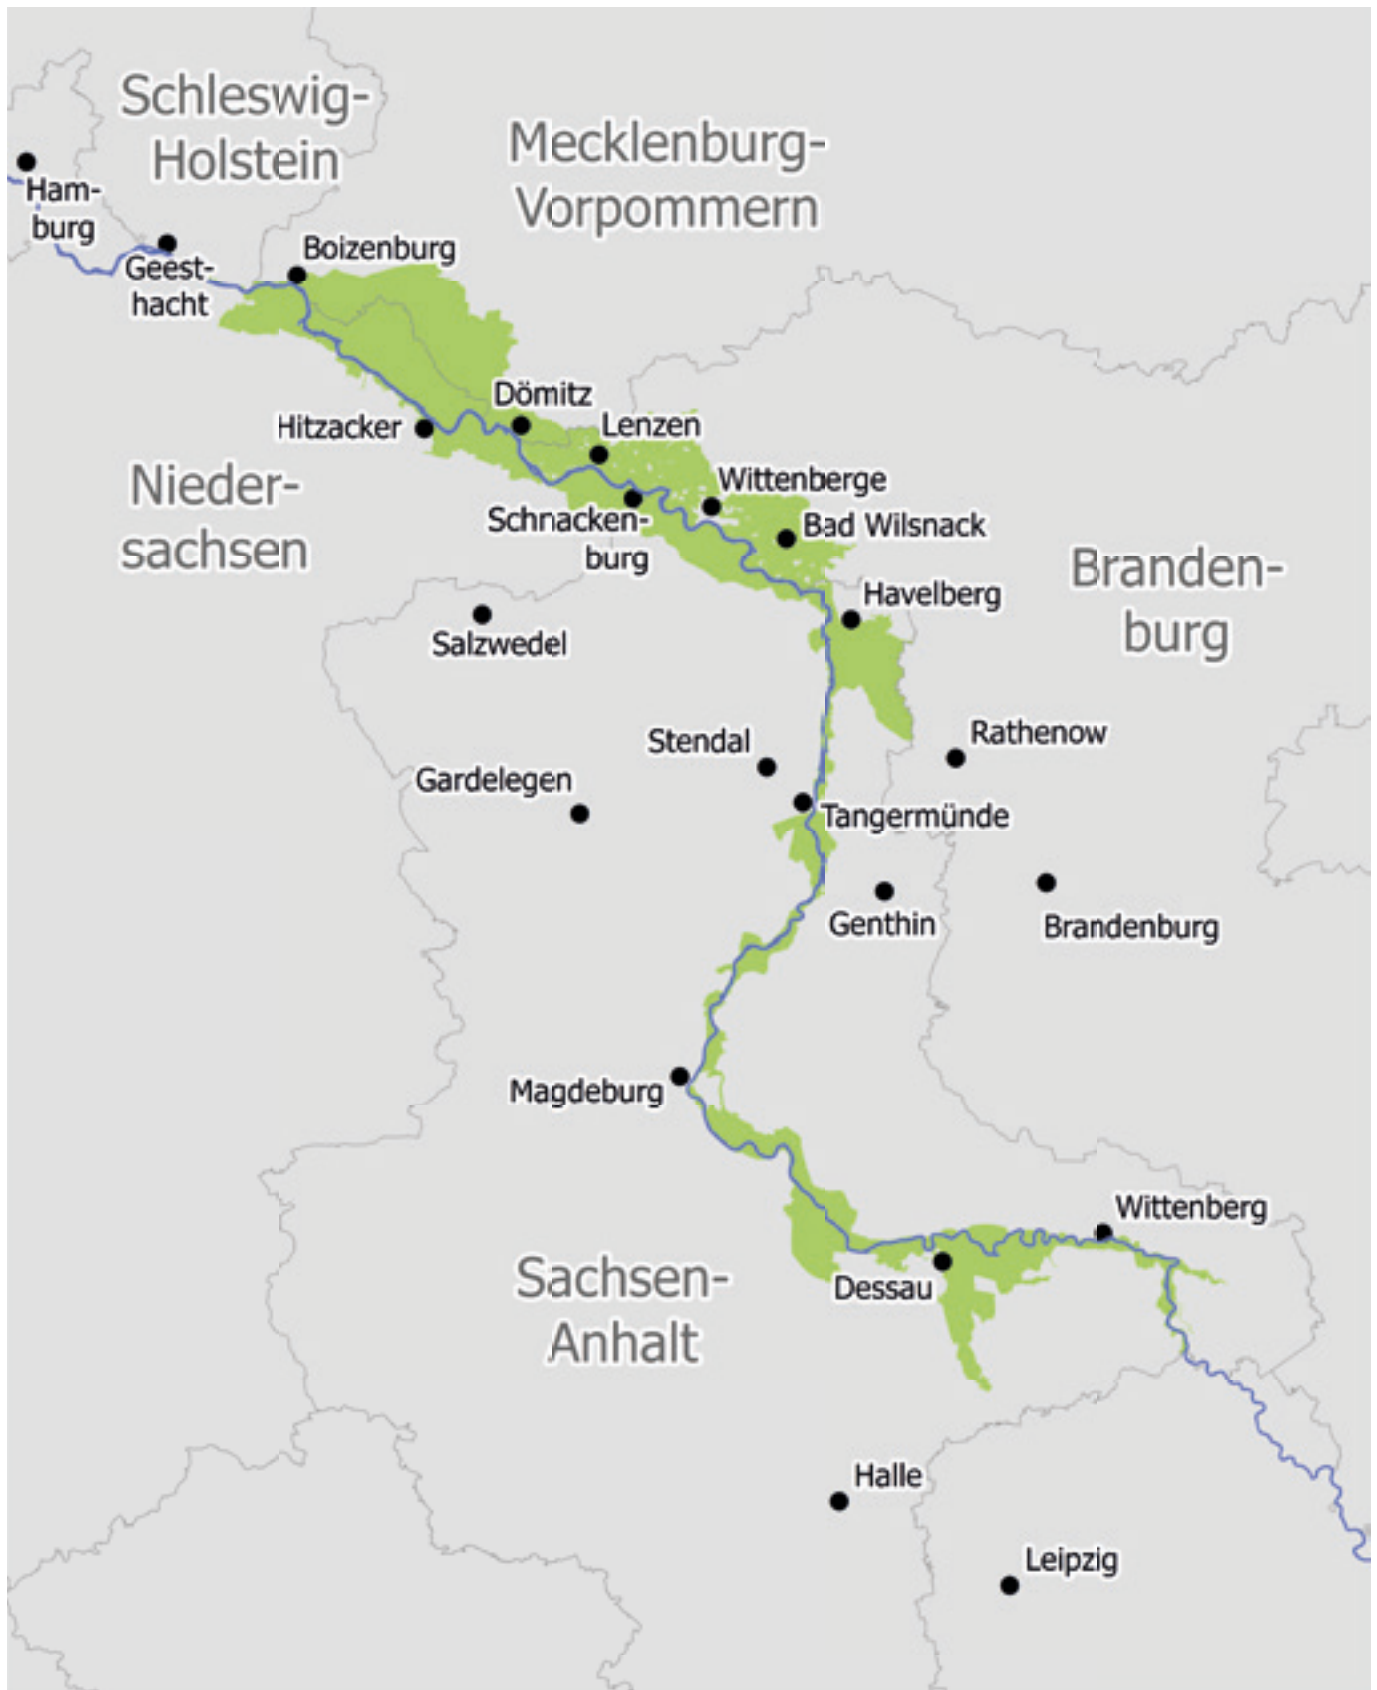 Schleswig-
Holstein
Mecklenburg-
Vorpommern
Ham-
burg
Geest-
hacht
Boizenburg
Dömitz
Hitzacker
Lenzen
Nieder-
sachsen
Wittenberge
Schnacken-
burg
Bad Wilsnack
Branden-
burg
Havelberg
Salzwedel
Stendal
Rathenow
Gardelegen
Tangermünde
Genthin
Brandenburg
Magdeburg
Wittenberg
Sachsen-
Anhalt
Dessau
Halle
Leipzig